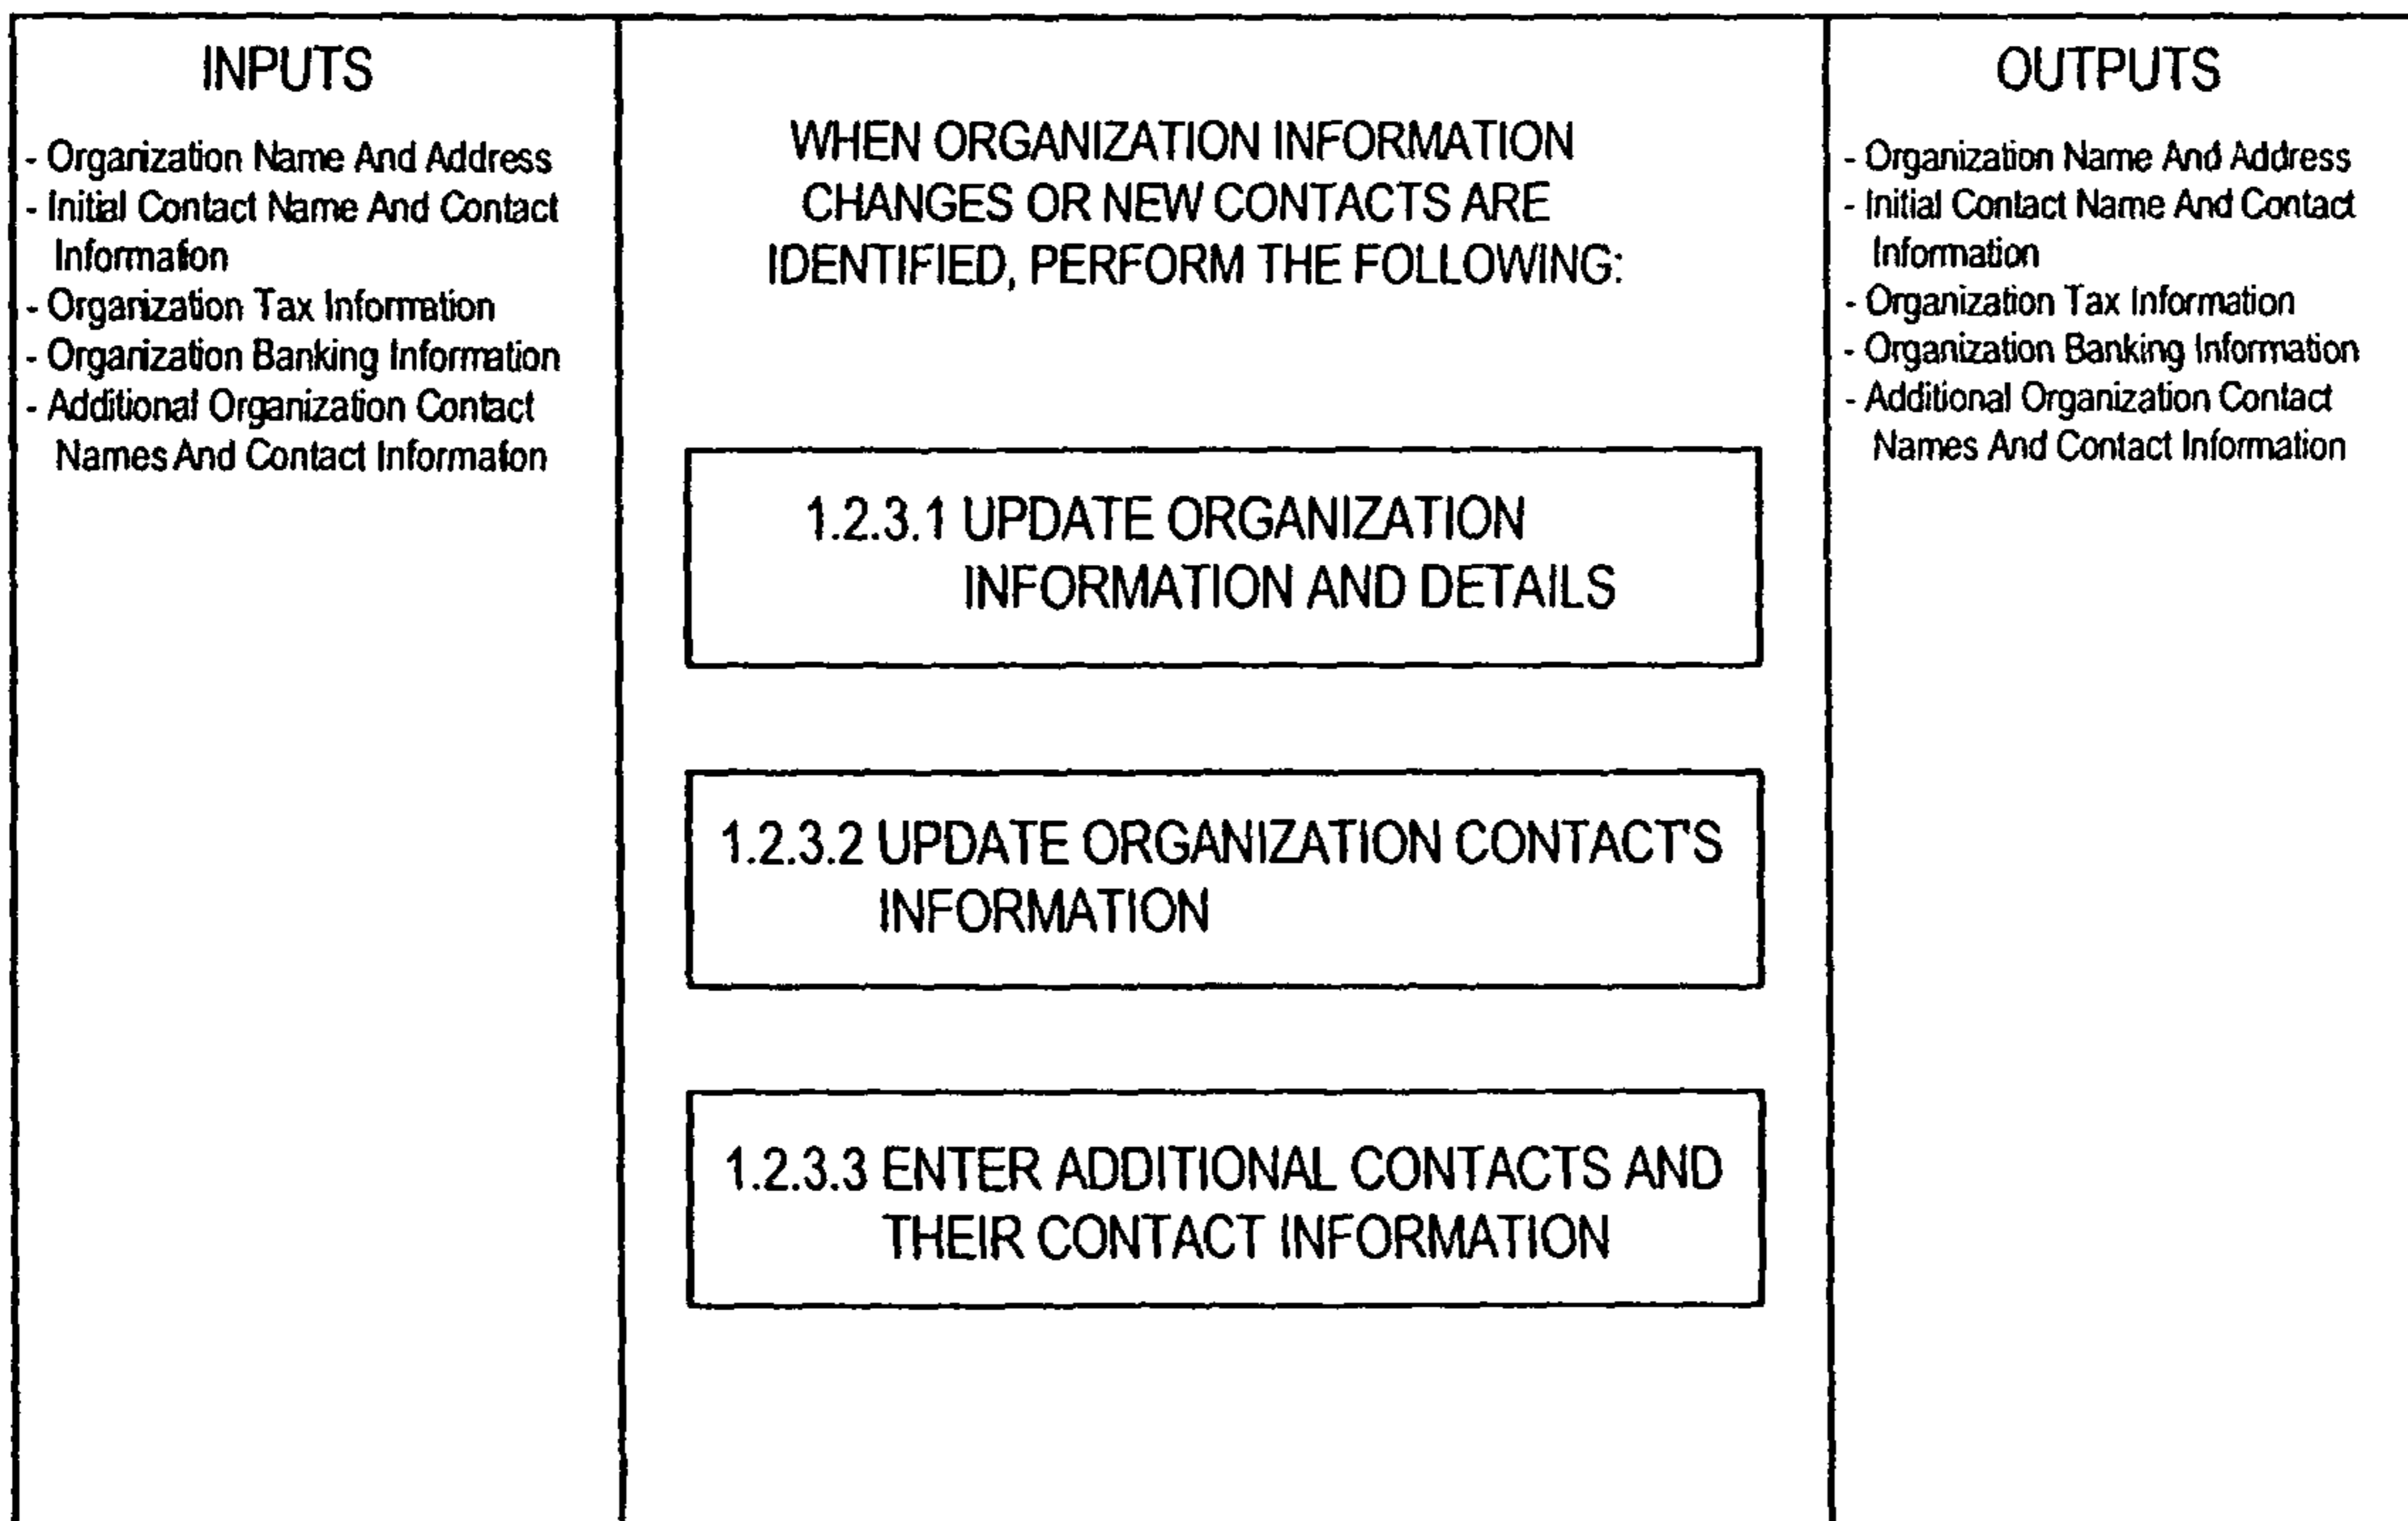 INPUTS
- Organization Name And Address
- Initial Contact Name And Contact
Informaton
- Organization Tax Information
- Organization Banking Information
- Additional Organization Contact
Names And Contact Informaton
WHEN ORGANIZATION INFORMATION
CHANGES OR NEW CONTACTS ARE
IDENTIFIED, PERFORM THE FOLLOWING:
1.2.3.1 UPDATE ORGANIZATION
INFORMATION AND DETAILS
1.2.3.2 UPDATE ORGANIZATION CONTACT'S
INFORMATION
1.2.3.3 ENTER ADDITIONAL CONTACTS AND
THEIR CONTACT INFORMATION
OUTPUTS
- Organization Name And Address
- Initial Contact Name And Contact
Information
- Organization Tax Information
- Organization Banking Information
- Additional Organization Contact
Names And Contact Information